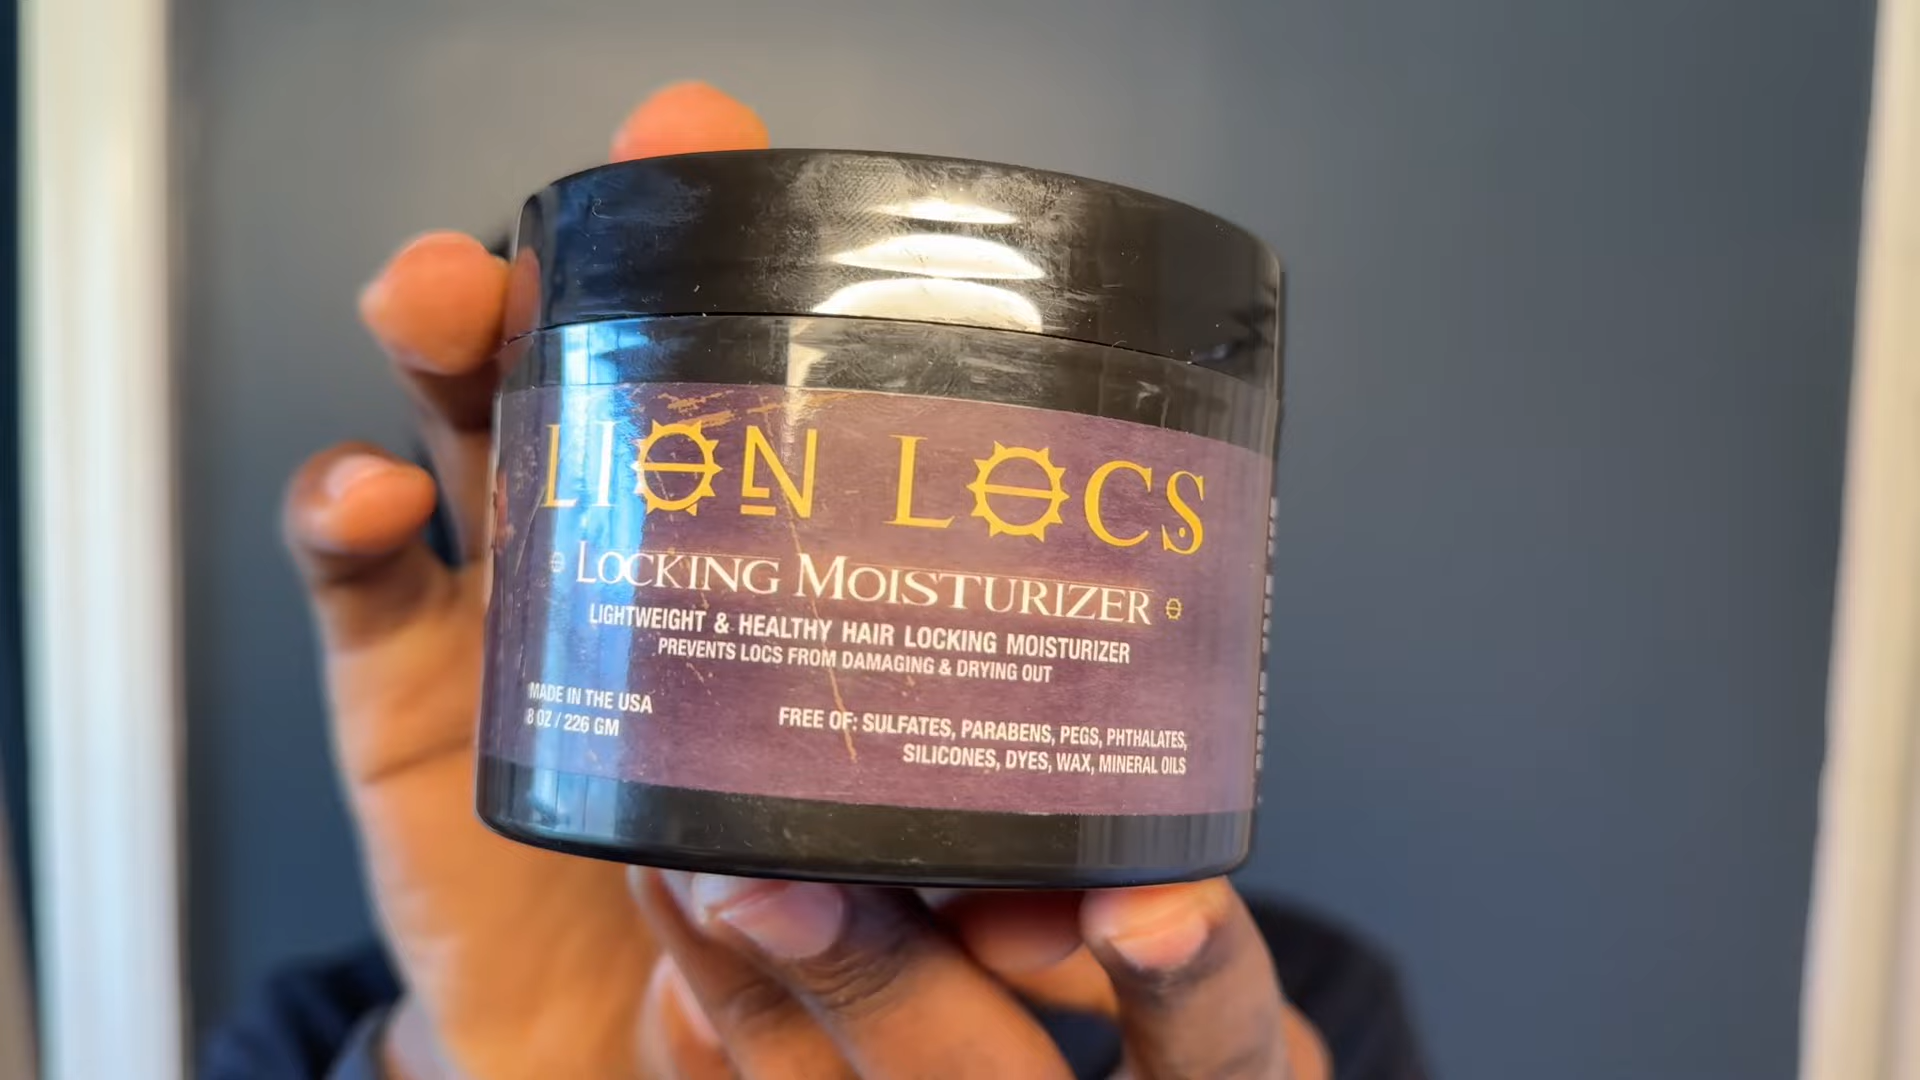 LION LOCS
LOCKING MOISTURIZER
LIGHTWEIGHT & HEALTHY HAIR LOCKING MOISTURIZER
PREVENTS LOCS FROM DAMAGING & DRYING OUT
MADE IN THE USA
8 OZ / 226 GM
FREE OF: SULFATES, PARABENS, PEGS, PHTHALATES,
SILICONES, DYES, WAX, MINERAL OILS